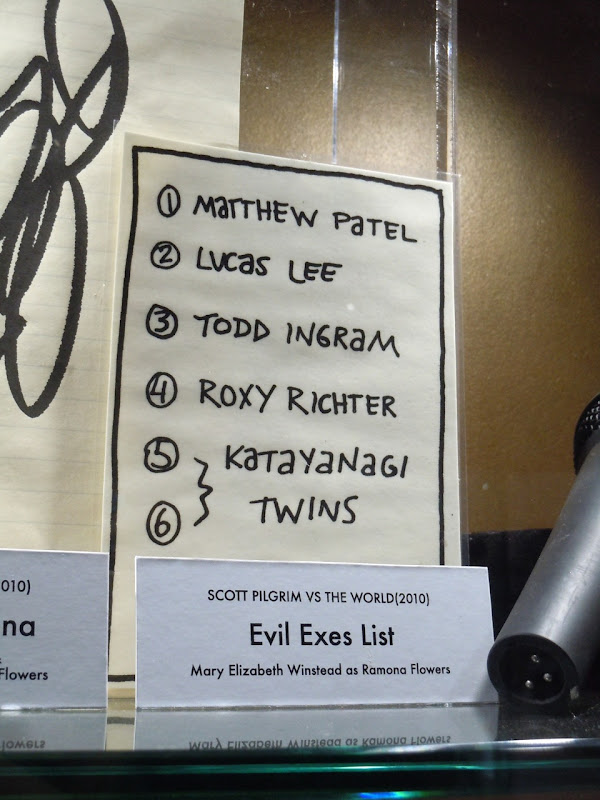 ① MaTTHEW PaTEL
② LUCaS LEE
③ TODD INGRaM
④ ROXY RICHTER
⑤ KaTaYaNaGI
⑥ TWINS
010)
na
Flowers
SCOTT PILGRIM VS THE WORLD(2010)
Evil Exes List
Mary Elizabeth Winstead as Ramona Flowers